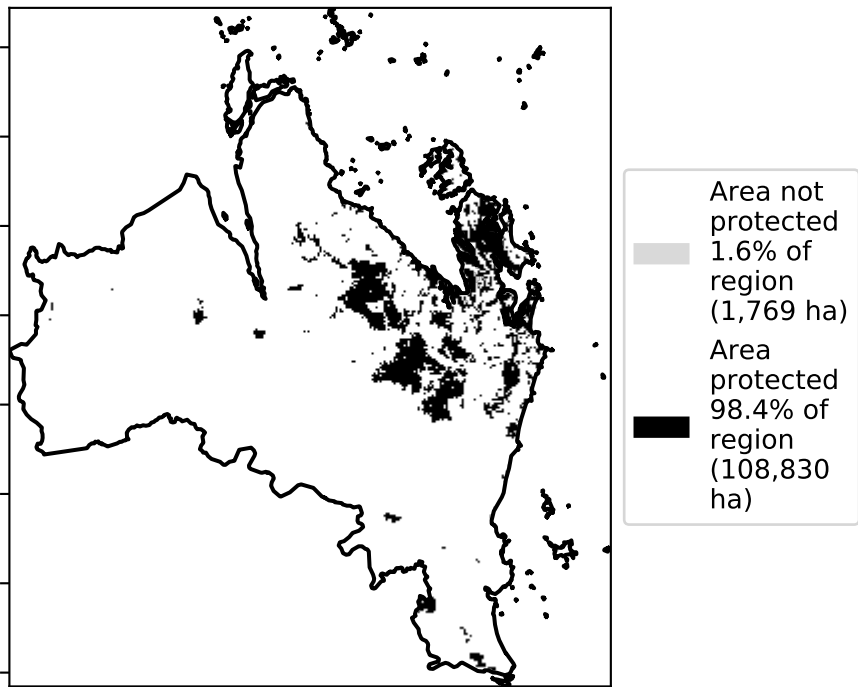 Area not
protected
1.6% of
region
(1,769 ha)
Area
protected
98.4% of
region
(108,830
ha)